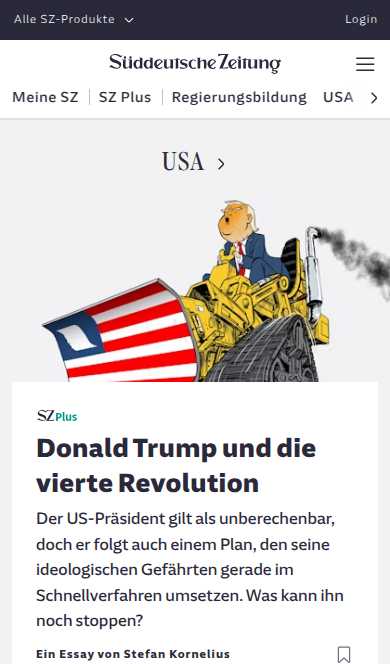 Alle SZ-Produkte
Login
Süddeutsche Zeitung
Meine SZ
SZ Plus
Regierungsbildung
USA
USA
SZ Plus
Donald Trump und die
vierte Revolution
Der US-Präsident gilt als unberechenbar,
doch er folgt auch einem Plan, den seine
ideologischen Gefährten gerade im
Schnellverfahren umsetzen. Was kann ihn
noch stoppen?
Ein Essay von Stefan Kornelius